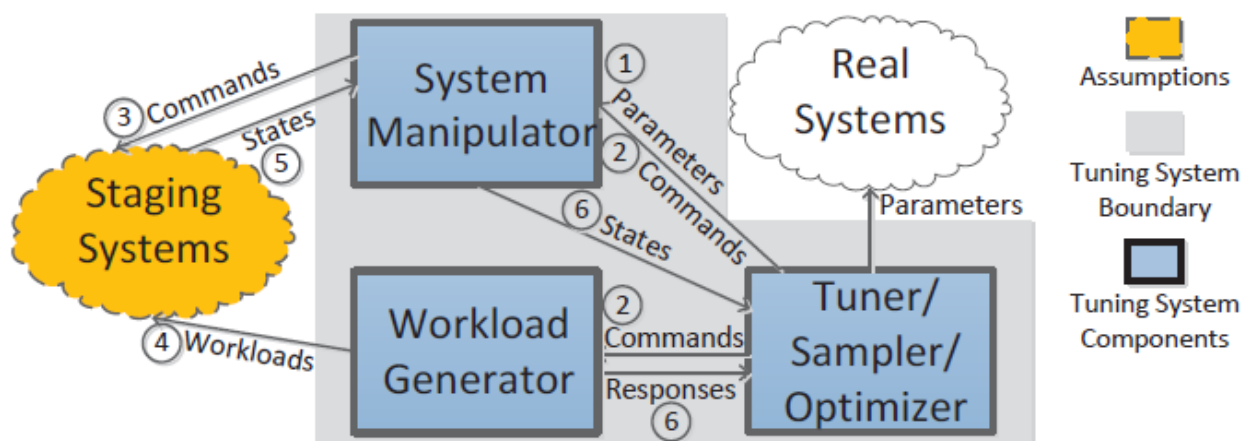 System
Manipulator
Real
Systems
Assumptions
Tuning System
Boundary
Tuning System
Components
3 Commands
States
5
1
Parameters
2 Commands
Staging
Systems
6 States
Parameters
4 Workloads
Workload
Generator
2
Commands
Responses
6
Tuner/
Sampler/
Optimizer